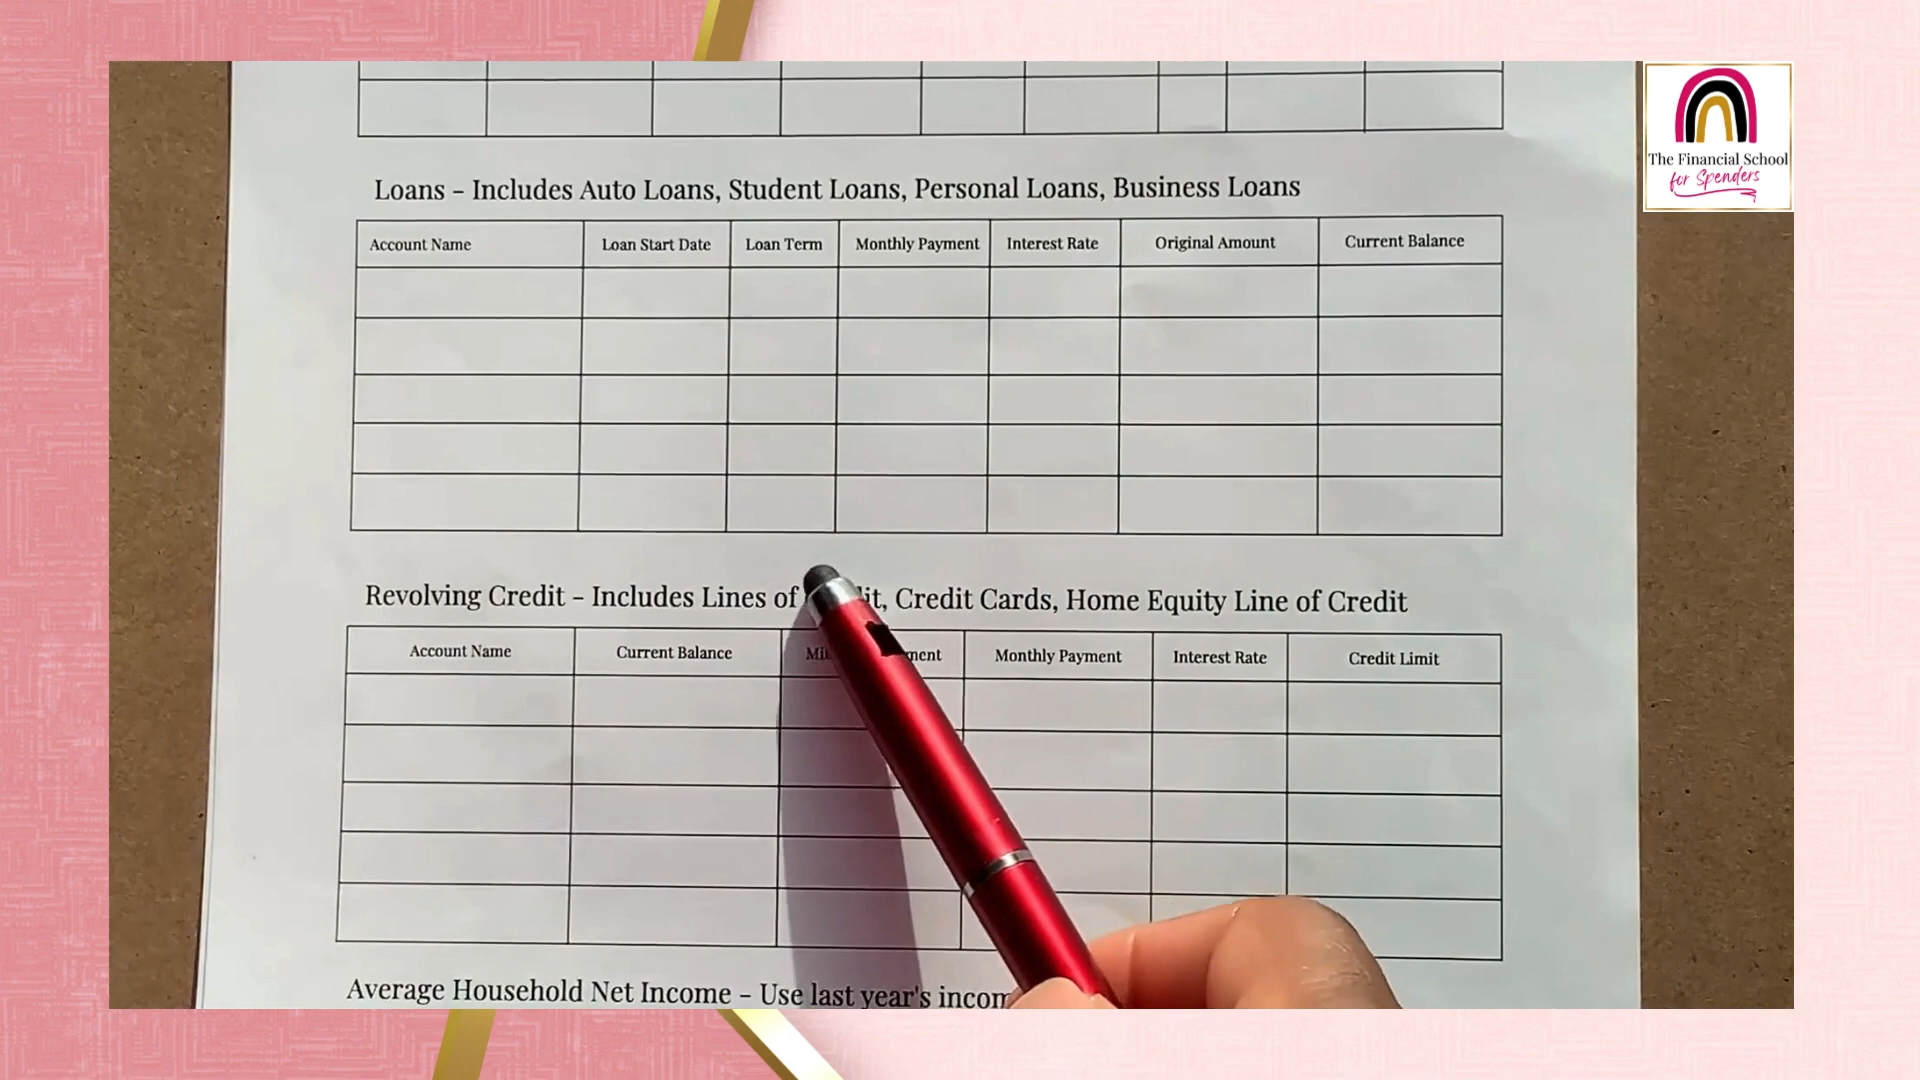 The Financial School
for Spenders
Loans – Includes Auto Loans, Student Loans, Personal Loans, Business Loans
Account Name Loan Start Date Loan Term Monthly Payment Interest Rate Original Amount Current Balance
Revolving Credit – Includes Lines of Credit, Credit Cards, Home Equity Line of Credit
Account Name Current Balance Monthly Payment Interest Rate Credit Limit
Average Household Net Income – Use last year's